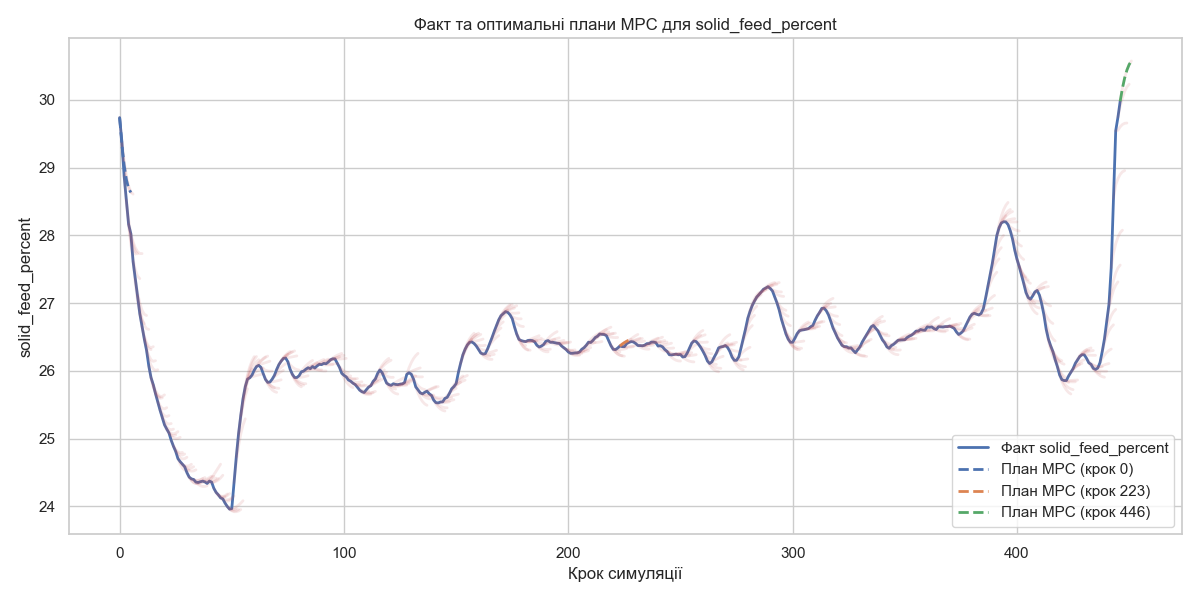 Факт та оптимальні плани MPC для solid_feed_percent
solid_feed_percent
30
29
28
27
26
25
24
0
100
200
300
400
Крок симуляції
Факт solid_feed_percent
План MPC (крок 0)
План MPC (крок 223)
План MPC (крок 446)